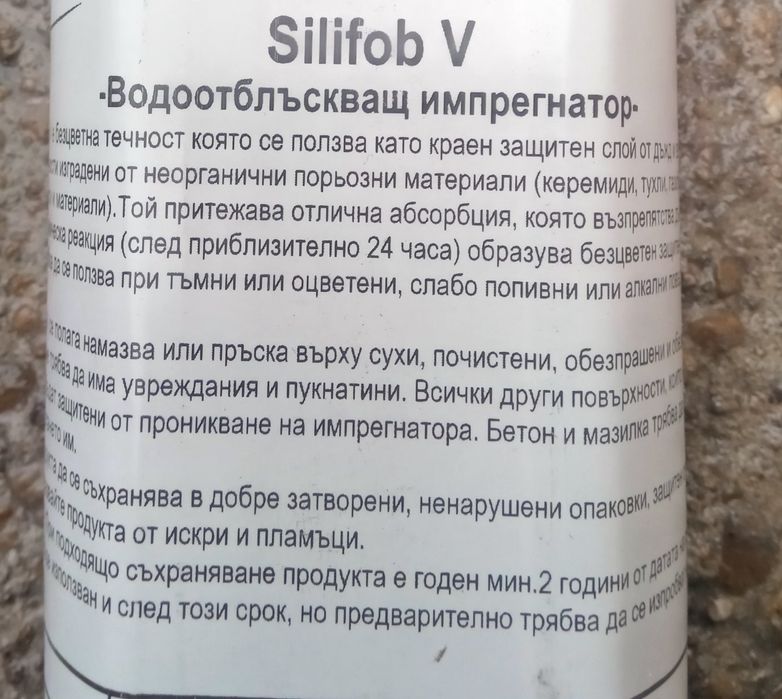 Silifob V
-Водоотблъскващ импрегнатор-
безцветна течност която се ползва като краен защитен слой от дъжд
изградени от неорганични порьозни материали (керемиди, тухли,
и материали).Той притежава отлична абсорбция, която възпрепятства
реакция (след приблизително 24 часа) образува безцветен
да се ползва при тъмни или оцветени, слабо попивни или алкални
се полага намазва или пръска върху сухи, почистени, обезпрашени и
да има увреждания и пукнатини. Всички други повърхности,
защитени от проникване на импрегнатора. Бетон и мазилка трябва
им.
да се съхранява в добре затворени, ненарушени опаковки,
продукта от искри и пламъци.
подходящо съхраняване продукта е годен мин.2 години от датата
използван и след този срок, но предварително трябва да се